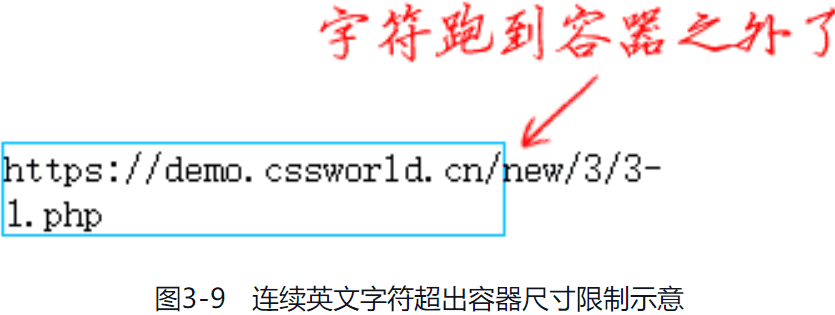 字符跑到容器之外了
https://demo.cssworld.cn/new/3/3-
1.php
图3-9 连续英文字符超出容器尺寸限制示意